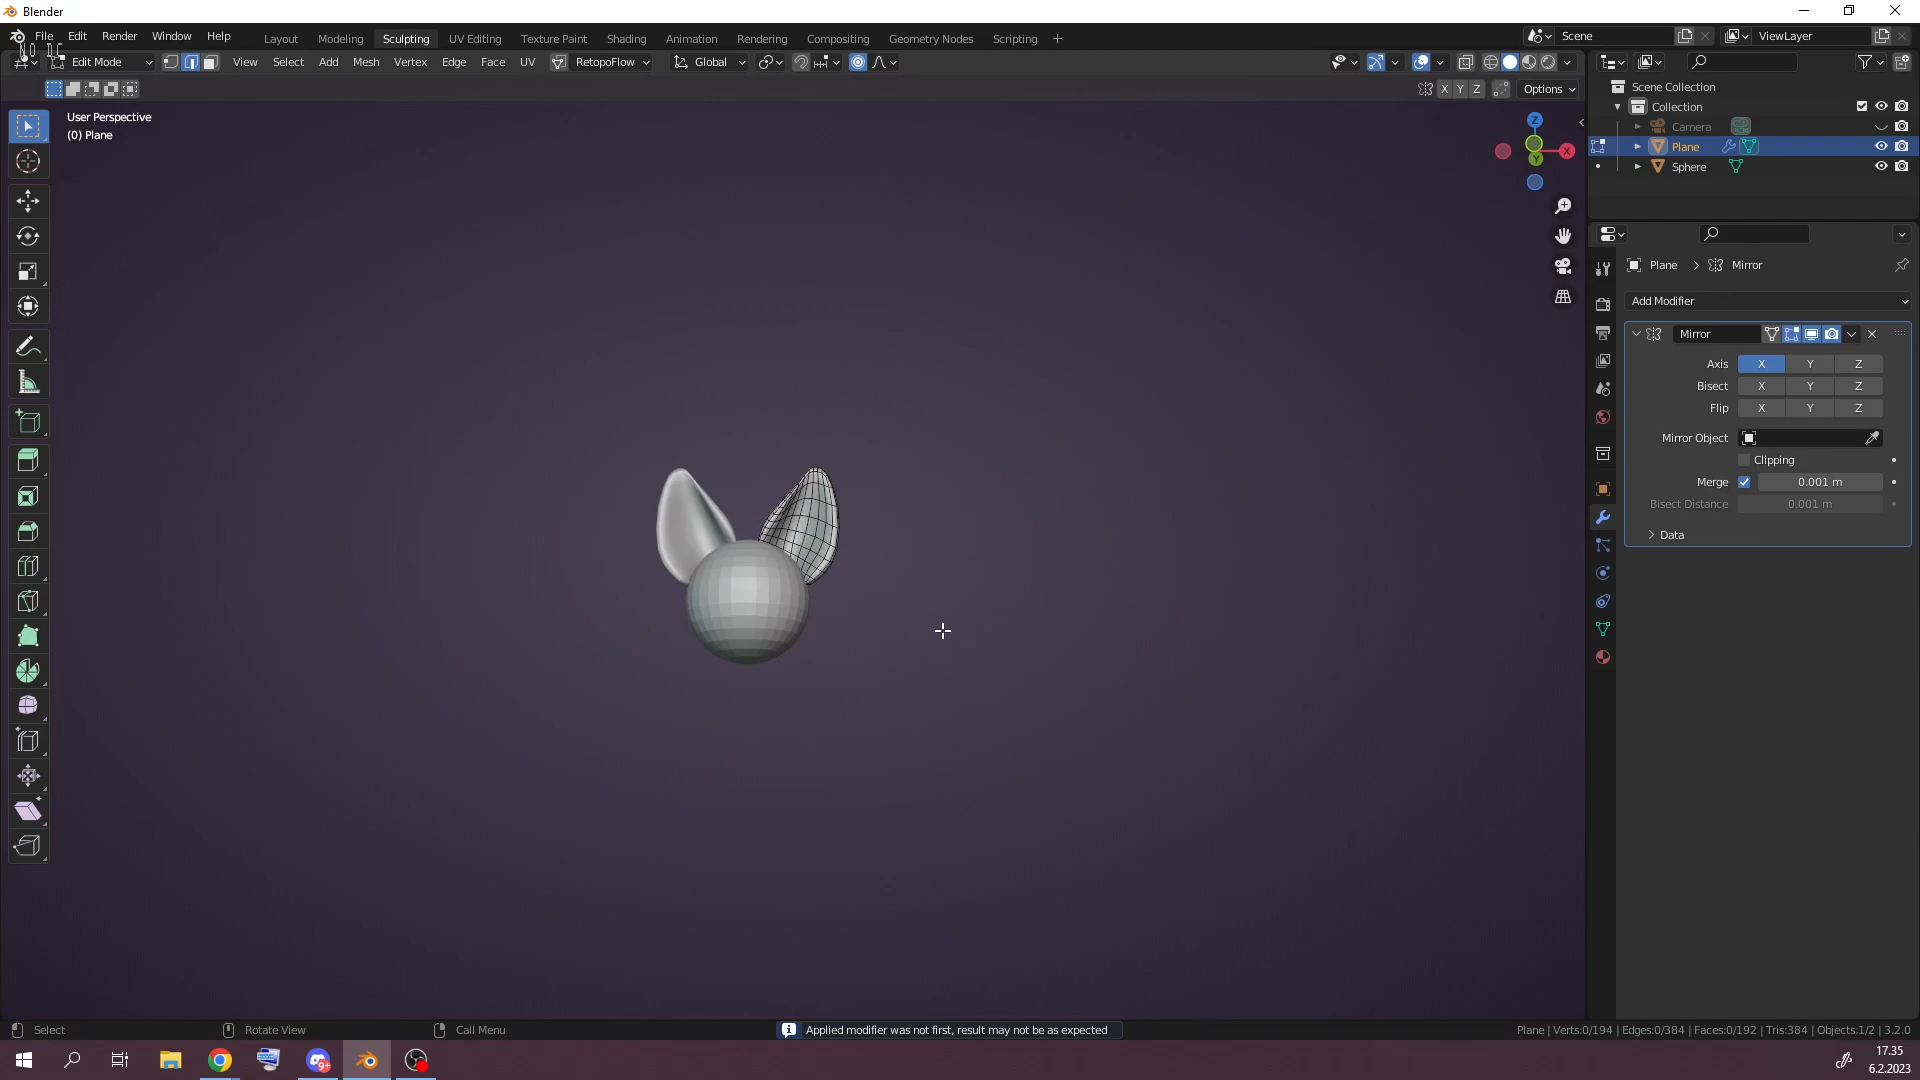 Blender
File Edit Render Window Help
Layout Modeling Sculpting UV Editing Texture Paint Shading Animation Rendering Compositing Geometry Nodes Scripting +
Scene
ViewLayer
Edit Mode
View Select Add Mesh Vertex Edge Face UV
RetopoFlow
Global
X Y Z
Options
User Perspective
(0) Plane
Z
X
Y
Scene Collection
Collection
Camera
Plane
Sphere
Plane > Mirror
Add Modifier
Mirror
Axis X Y Z
Bisect X Y Z
Flip X Y Z
Mirror Object
Clipping
Merge 0.001 m
Bisect Distance 0.001 m
Data
Select
Rotate View
Call Menu
Applied modifier was not first, result may not be as expected
Plane | Verts:0/194 | Edges:0/384 | Faces:0/192 | Tris:384 | Objects:1/2 | 3.2.0
9+
17.35
6.2.2023